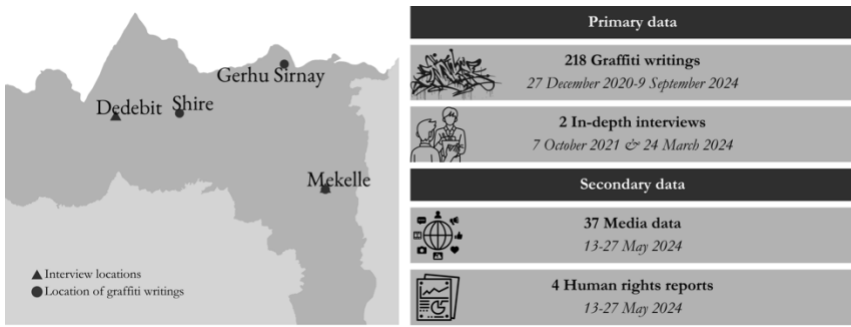 Gerhu Sirnay
Dedebit
Shire
Mekelle
Interview locations
Location of graffiti writings
Primary data
218 Graffiti writings
27 December 2020-9 September 2024
2 In-depth interviews
7 October 2021 & 24 March 2024
Secondary data
37 Media data
13-27 May 2024
4 Human rights reports
13-27 May 2024